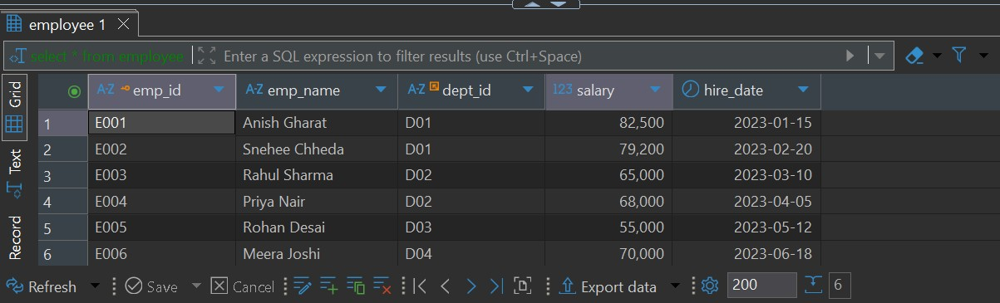 employee 1
select * from employee Enter a SQL expression to filter results (use Ctrl+Space)
Grid
Text
Record
A-Z emp_id A-Z emp_name A-Z dept_id 123 salary hire_date
1 E001 Anish Gharat D01 82,500 2023-01-15
2 E002 Snehee Chheda D01 79,200 2023-02-20
3 E003 Rahul Sharma D02 65,000 2023-03-10
4 E004 Priya Nair D02 68,000 2023-04-05
5 E005 Rohan Desai D03 55,000 2023-05-12
6 E006 Meera Joshi D04 70,000 2023-06-18
Refresh Save Cancel Export data 200 6